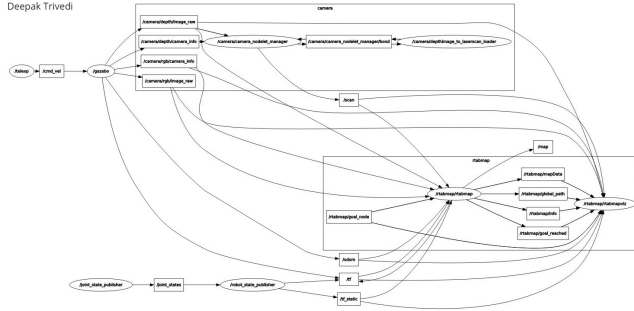 Deepak Trivedi
camera
/camera/depth/image_raw
/camera/depth/camera_info
/camera/camera_nodelet_manager
/camera/camera_nodelet_manager/bond
/camera/depthimage_to_laserscan_loader
/camera/rgb/camera_info
/teleop
/cmd_vel
/gazebo
/camera/rgb/image_raw
/scan
/map
rtabmap
/rtabmap/mapData
/rtabmap/rtabmap
/rtabmap/global_path
/rtabmap/rtabmapviz
/rtabmap/goal_node
/rtabmap/info
/rtabmap/goal_reached
/odom
/joint_state_publisher
/joint_states
/robot_state_publisher
/tf
/tf_static